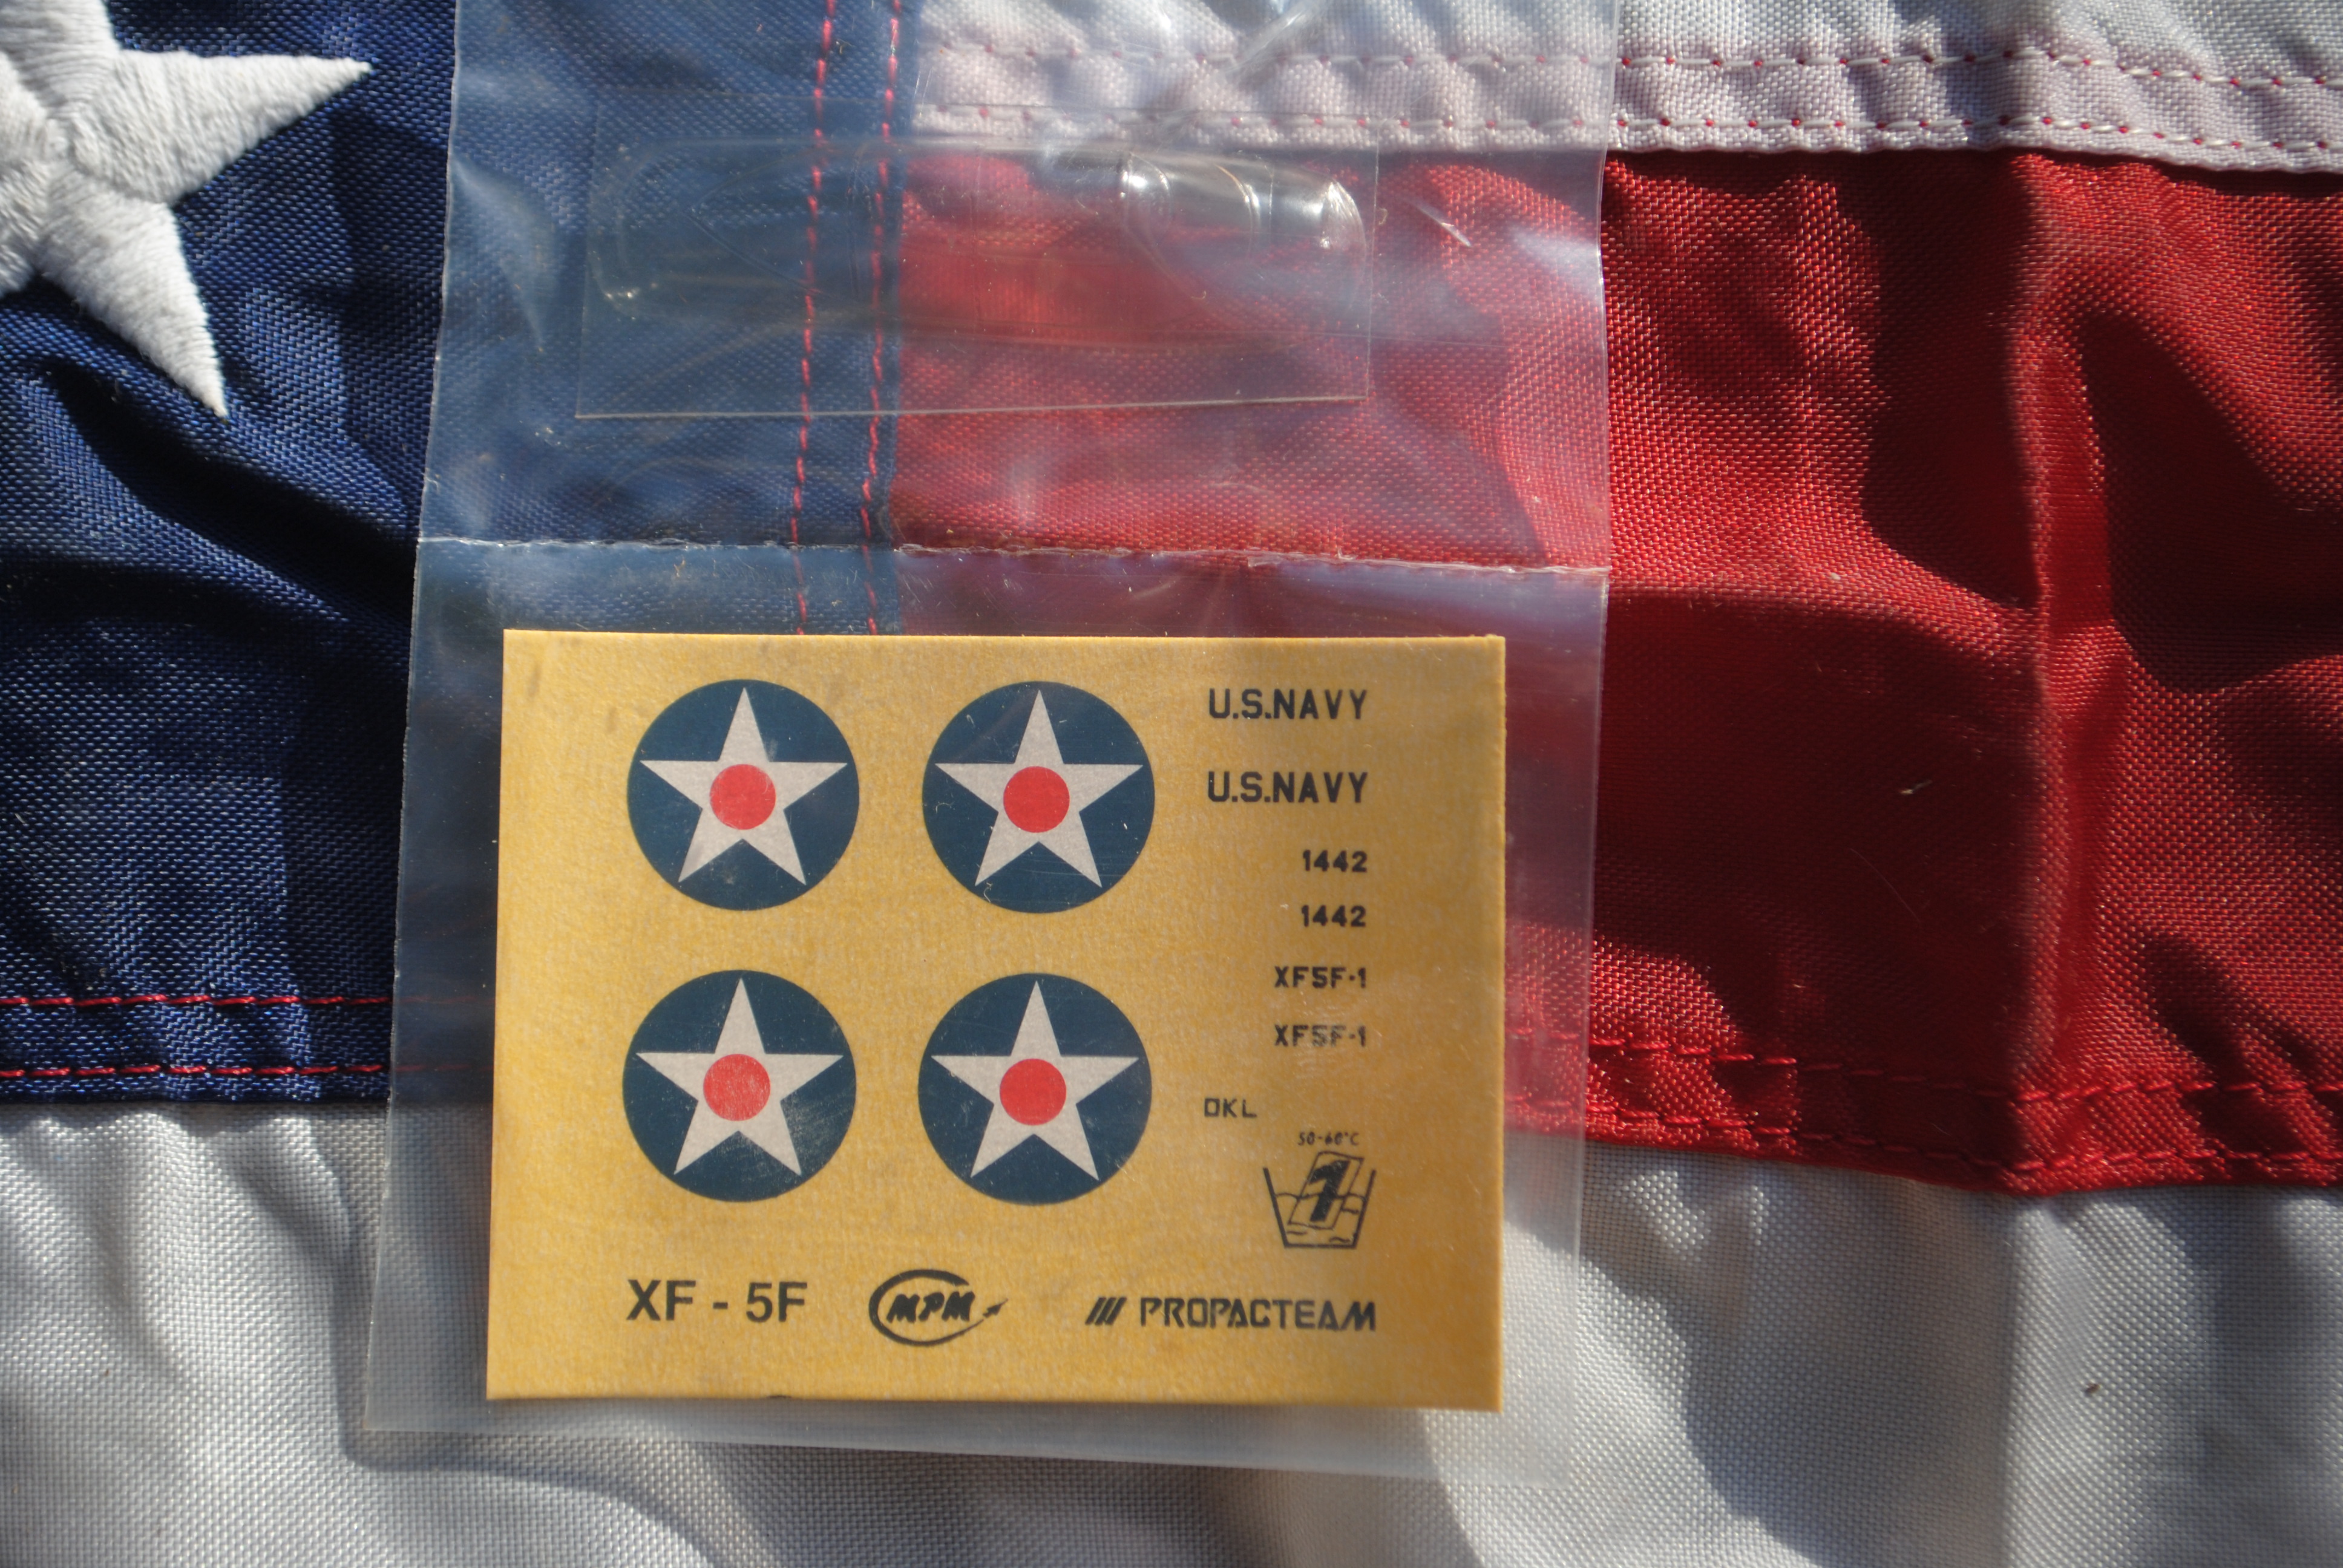 U.S.NAVY
U.S.NAVY
1442
1442
XF5F-1
XF5F-1
OKL
50-60°C
1
XF - 5F
MPM
PROPACTEAM